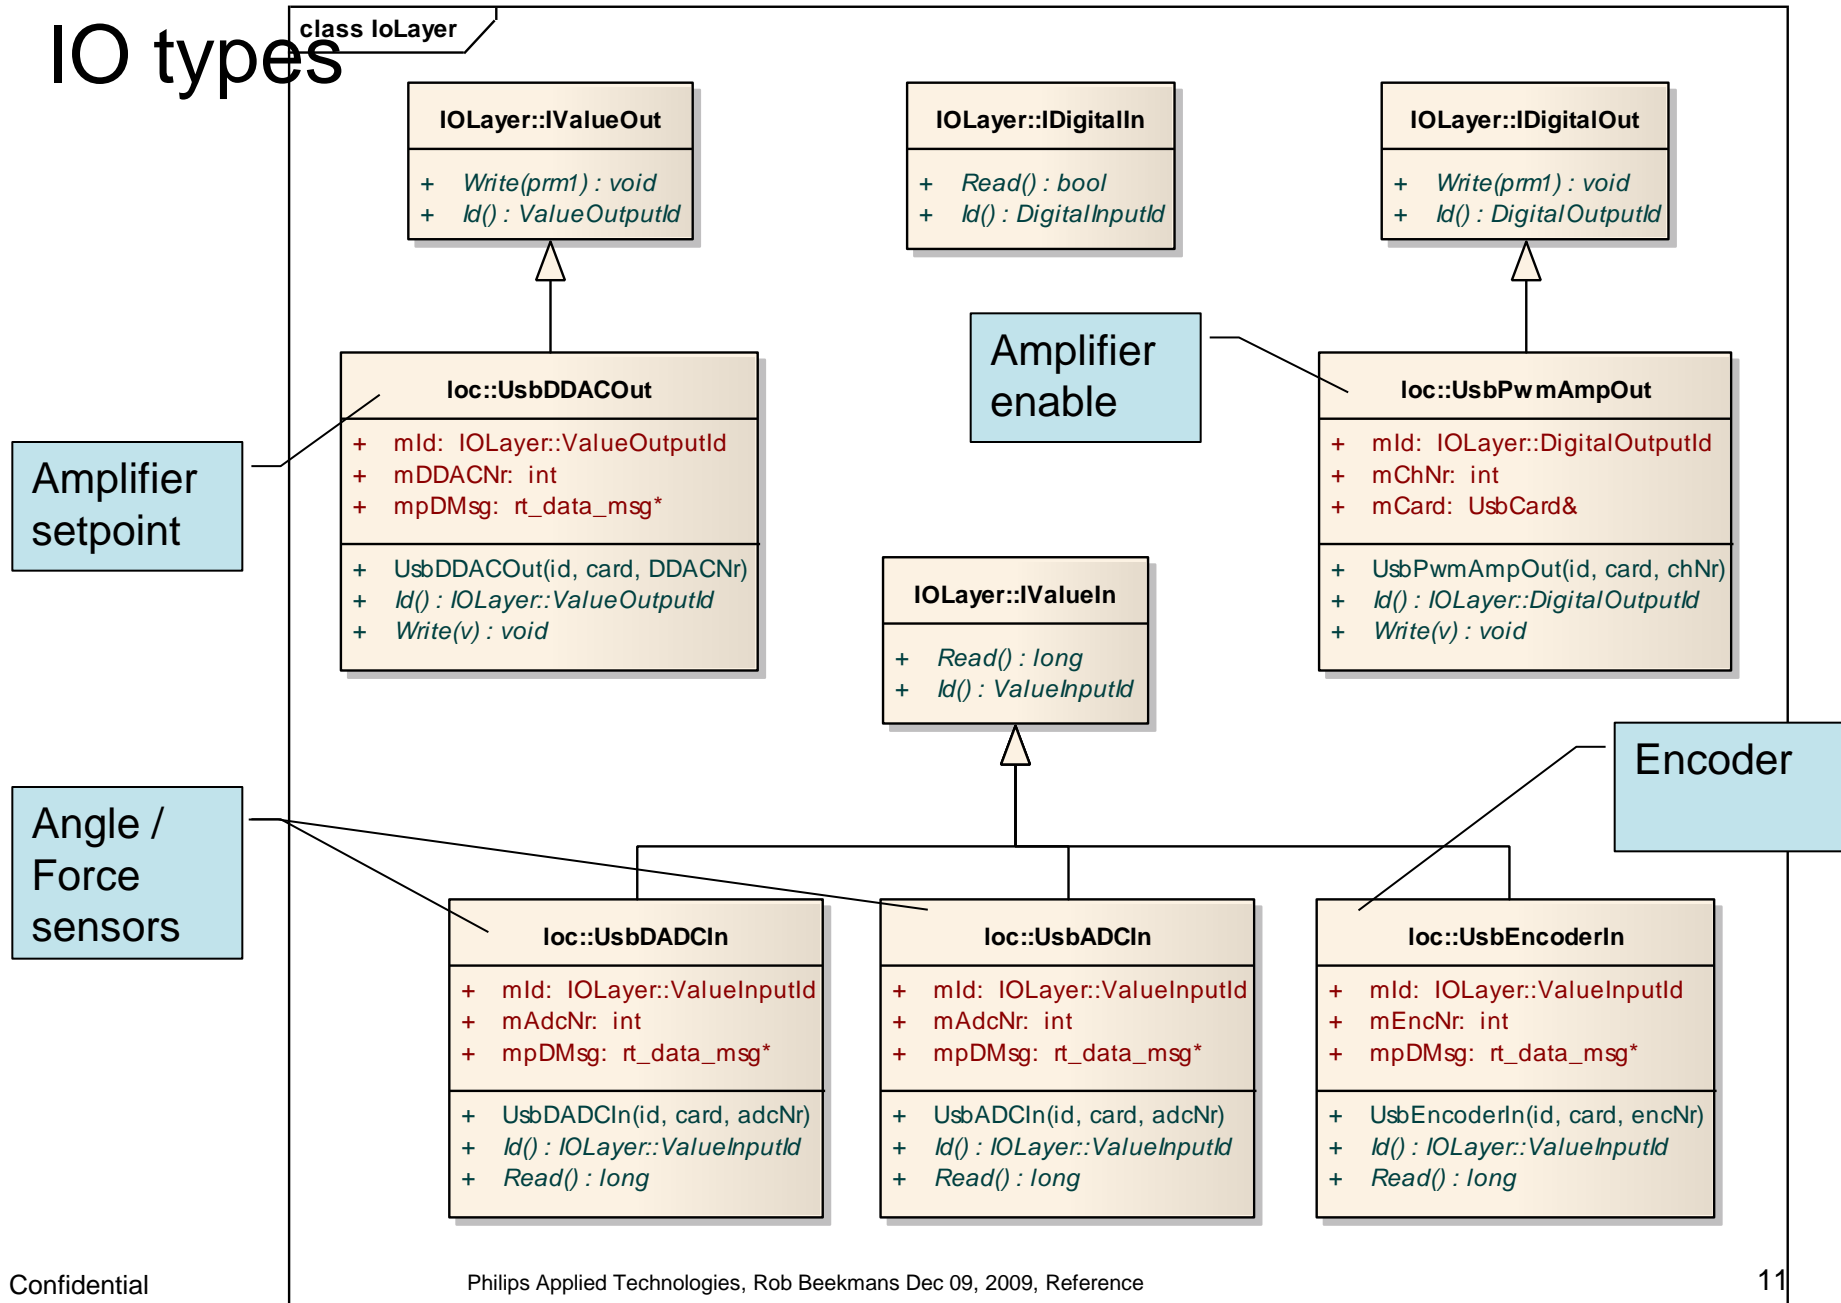 IO types
class IoLayer
IOLayer::IValueOut
+ Write(prm1) : void
+ Id() : ValueOutputId
IOLayer::IDigitalIn
+ Read() : bool
+ Id() : DigitalInputId
IOLayer::IDigitalOut
+ Write(prm1) : void
+ Id() : DigitalOutputId
Amplifier
setpoint
Ioc::UsbDDACOut
+ mId: IOLayer::ValueOutputId
+ mDDACNr: int
+ mpDMsg: rt_data_msg*
+ UsbDDACOut(id, card, DDACNr)
+ Id() : IOLayer::ValueOutputId
+ Write(v) : void
Amplifier
enable
Ioc::UsbPwmAmpOut
+ mId: IOLayer::DigitalOutputId
+ mChNr: int
+ mCard: UsbCard&
+ UsbPwmAmpOut(id, card, chNr)
+ Id() : IOLayer::DigitalOutputId
+ Write(v) : void
IOLayer::IValueIn
+ Read() : long
+ Id() : ValueInputId
Encoder
Angle /
Force
sensors
Ioc::UsbDADCIn
+ mId: IOLayer::ValueInputId
+ mAdcNr: int
+ mpDMsg: rt_data_msg*
+ UsbDADCIn(id, card, adcNr)
+ Id() : IOLayer::ValueInputId
+ Read() : long
Ioc::UsbADCIn
+ mId: IOLayer::ValueInputId
+ mAdcNr: int
+ mpDMsg: rt_data_msg*
+ UsbADCIn(id, card, adcNr)
+ Id() : IOLayer::ValueInputId
+ Read() : long
Ioc::UsbEncoderIn
+ mId: IOLayer::ValueInputId
+ mEncNr: int
+ mpDMsg: rt_data_msg*
+ UsbEncoderIn(id, card, encNr)
+ Id() : IOLayer::ValueInputId
+ Read() : long
Confidential
Philips Applied Technologies, Rob Beekmans Dec 09, 2009, Reference
11